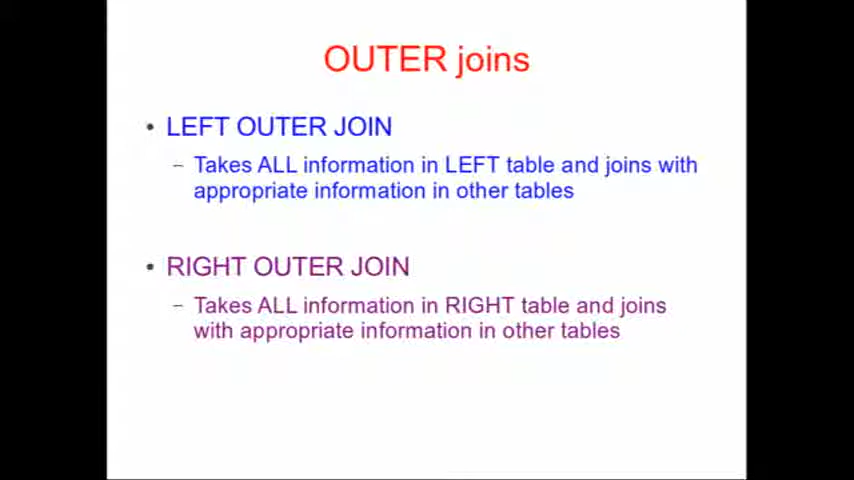 OUTER joins
• LEFT OUTER JOIN
– Takes ALL information in LEFT table and joins with
appropriate information in other tables
• RIGHT OUTER JOIN
– Takes ALL information in RIGHT table and joins
with appropriate information in other tables